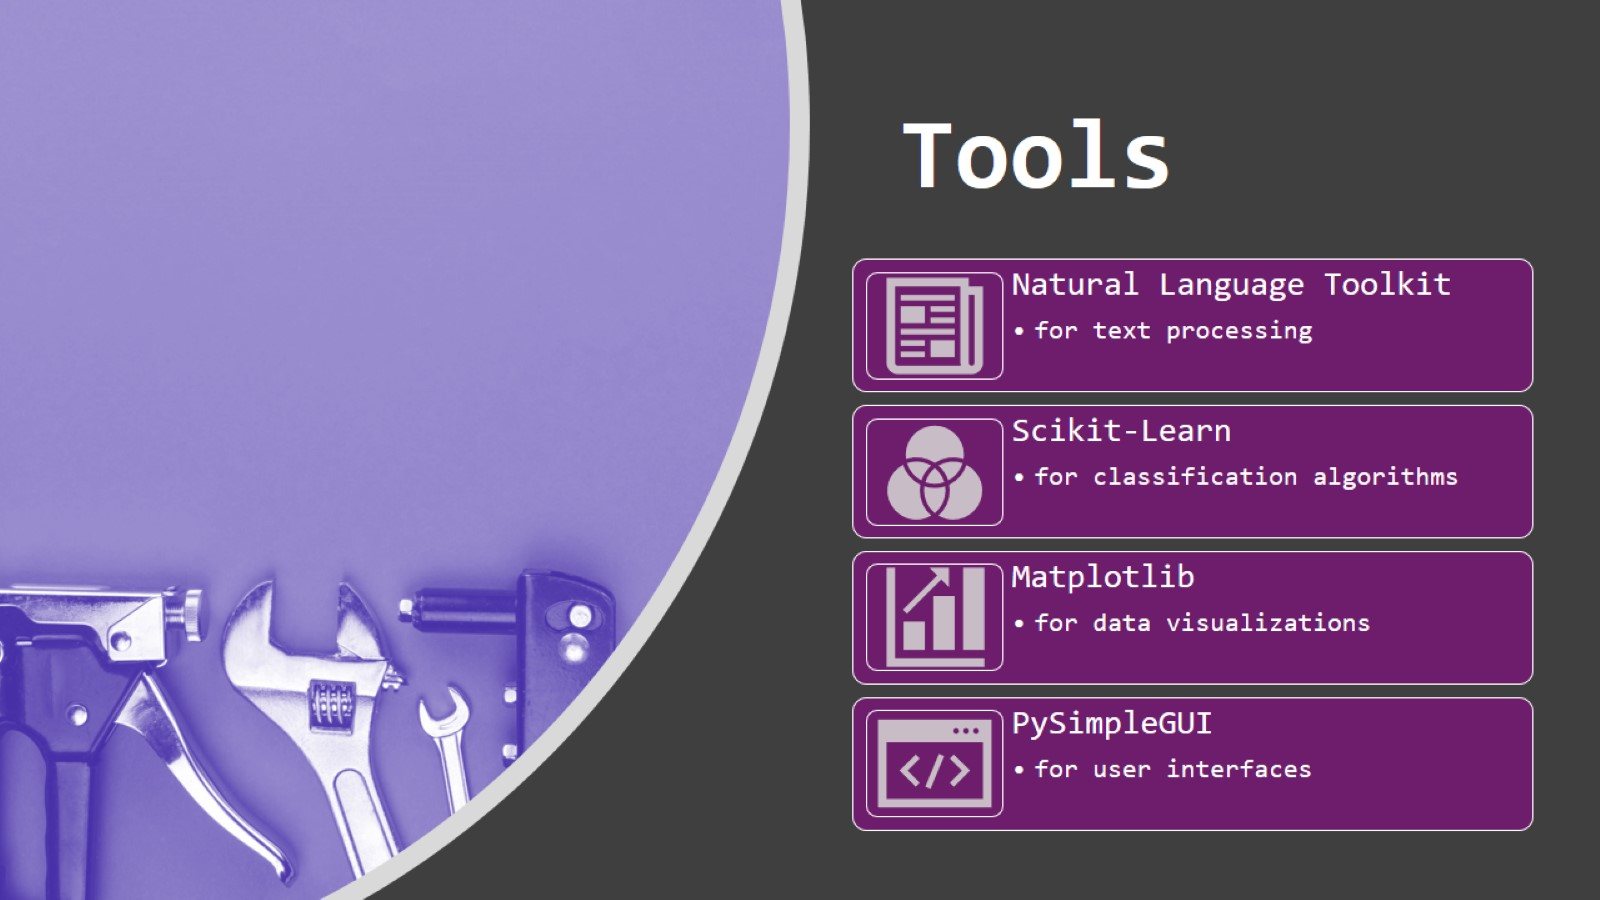 Tools
Natural Language Toolkit
• for text processing
Scikit-Learn
• for classification algorithms
Matplotlib
• for data visualizations
PySimpleGUI
• for user interfaces